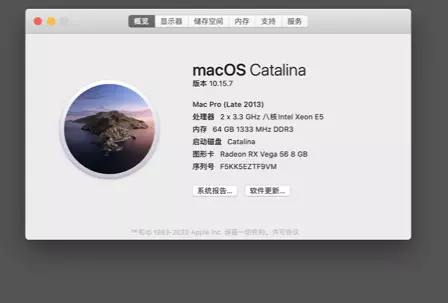 概览 显示器 储存空间 内存 支持 服务
macOS Catalina
版本 10.15.7
Mac Pro (Late 2013)
处理器 2 x 3.3 GHz 八核Intel Xeon E5
内存 64 GB 1333 MHz DDR3
启动磁盘 Catalina
图形卡 Radeon RX Vega 56 8 GB
序列号 F5KK5EZTF9VM
系统报告... 软件更新...
™和© 1983-2020 Apple Inc. 保留一切权利。许可协议